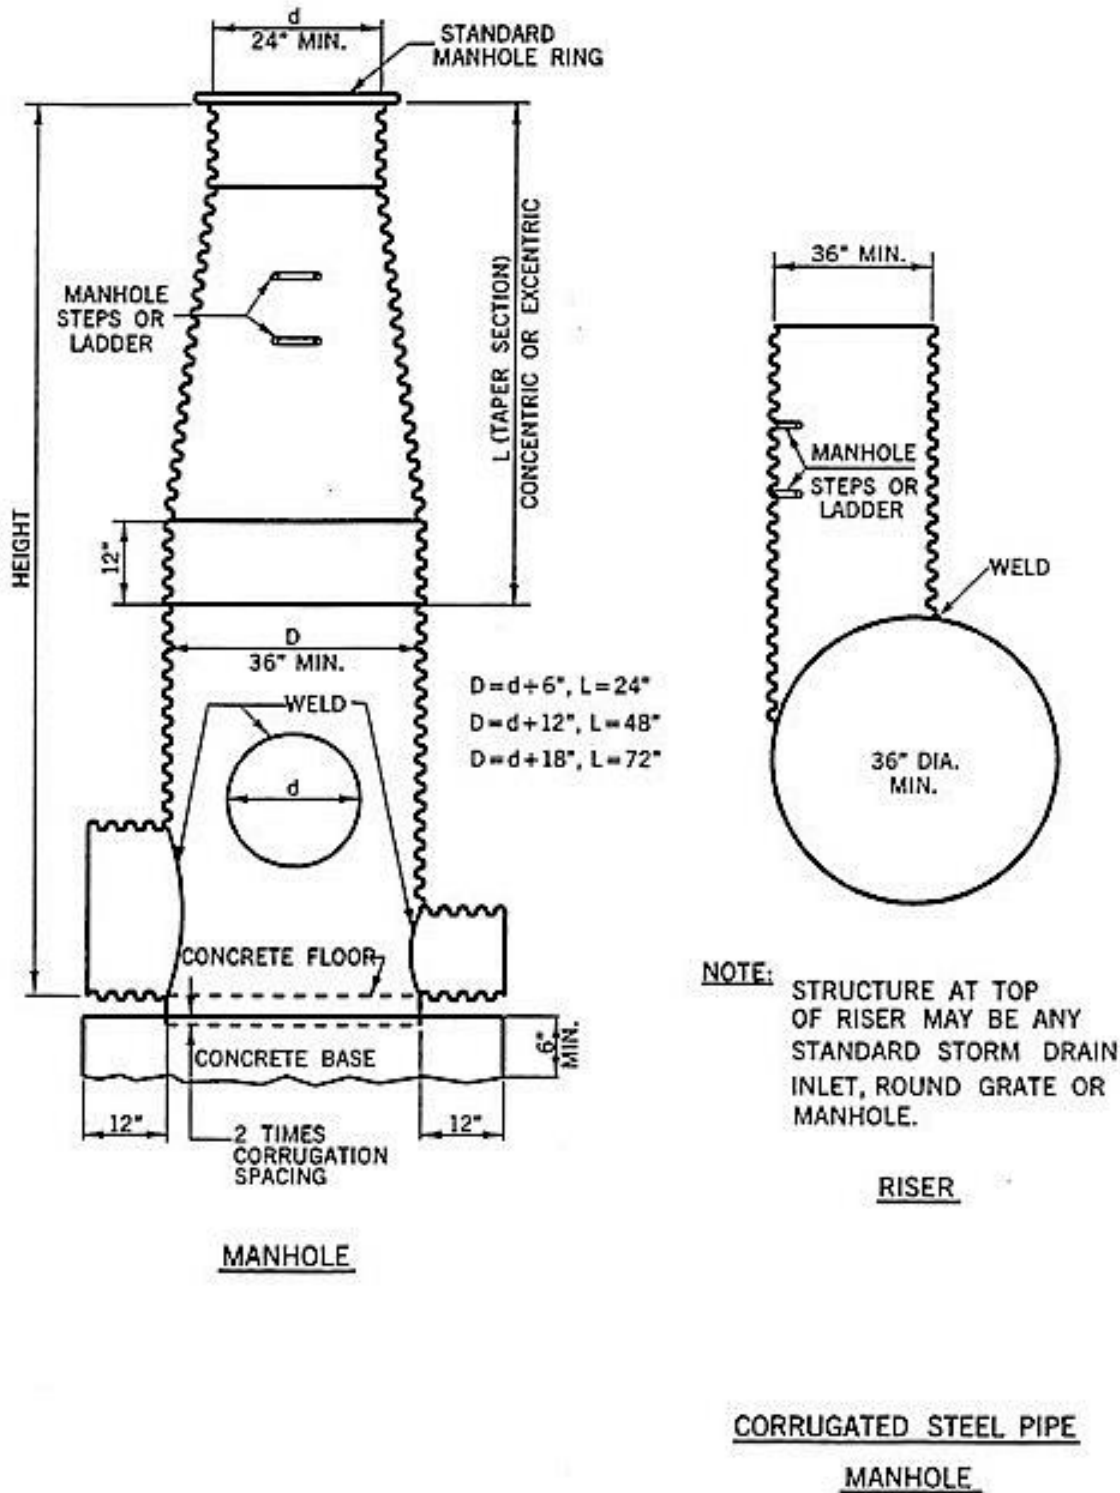 d
24" MIN.
STANDARD
MANHOLE RING
MANHOLE
STEPS OR
LADDER
L (TAPER SECTION)
CONCENTRIC OR EXCENTRIC
HEIGHT
12"
D
36" MIN.
WELD
D=d+6", L=24"
D=d+12", L=48"
D=d+18", L=72"
d
CONCRETE FLOOR
CONCRETE BASE
6"
MIN.
12"
12"
2 TIMES
CORRUGATION
SPACING
MANHOLE
36" MIN.
MANHOLE
STEPS OR
LADDER
WELD
36" DIA.
MIN.
NOTE: STRUCTURE AT TOP
OF RISER MAY BE ANY
STANDARD STORM DRAIN
INLET, ROUND GRATE OR
MANHOLE.
RISER
CORRUGATED STEEL PIPE
MANHOLE